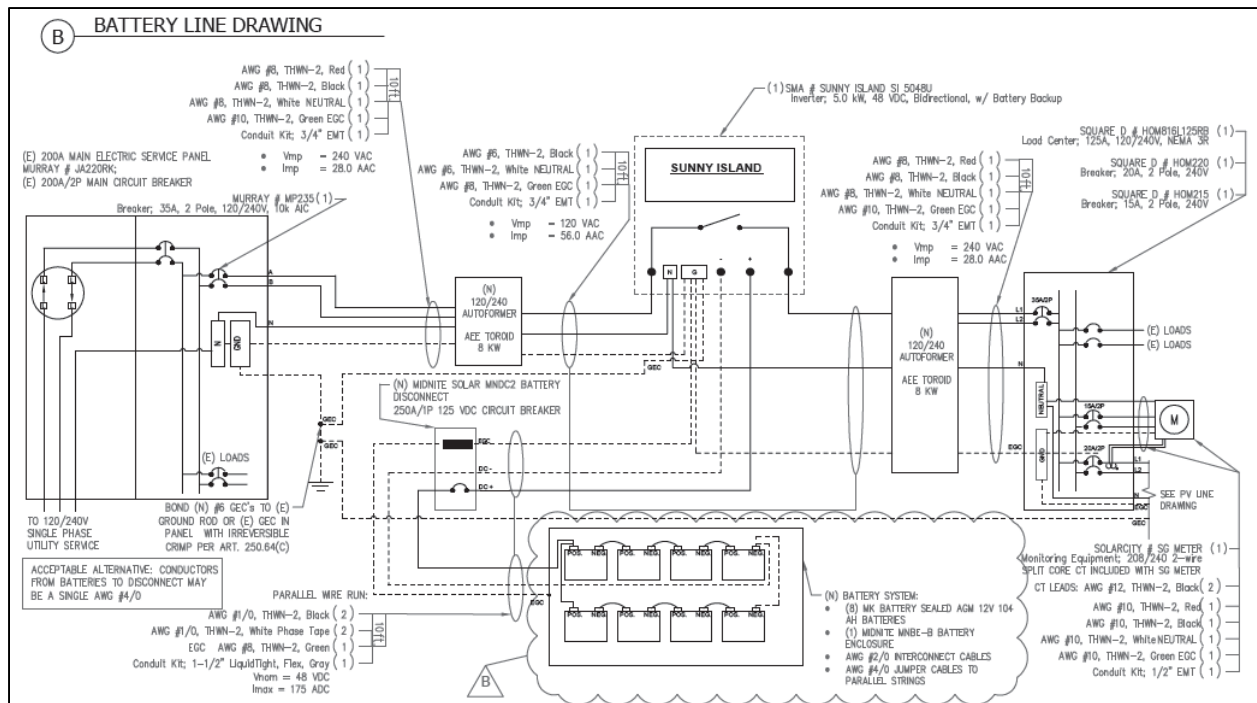 B
BATTERY LINE DRAWING
AWG #8, THWN-2, Red (1)
AWG #8, THWN-2, Black (1)
AWG #8, THWN-2, White NEUTRAL (1)
AWG #10, THWN-2, Green EGC (1)
Conduit Kit; 3/4" EMT (1)
10ft
• Vmp = 240 VAC
• Imp = 28.0 AAC
(E) 200A MAIN ELECTRIC SERVICE PANEL
MURRAY # JA220RK;
(E) 200A/2P MAIN CIRCUIT BREAKER
MURRAY # MP235(1)
Breaker; 35A, 2 Pole, 120/240V, 10k AIC
AWG #6, THWN-2, Black (1)
AWG #6, THWN-2, White NEUTRAL (1)
AWG #8, THWN-2, Green EGC (1)
Conduit Kit; 3/4" EMT (1)
10ft
• Vmp = 120 VAC
• Imp = 56.0 AAC
(1)SMA # SUNNY ISLAND SI 5048U
Inverter; 5.0 kW, 48 VDC, Bidirectional, w/ Battery Backup
SUNNY ISLAND
N
G
-
+
AWG #8, THWN-2, Red (1)
AWG #8, THWN-2, Black (1)
AWG #8, THWN-2, White NEUTRAL (1)
AWG #10, THWN-2, Green EGC (1)
Conduit Kit; 3/4" EMT (1)
10ft
• Vmp = 240 VAC
• Imp = 28.0 AAC
SQUARE D # HOM816L125RB (1)
Load Center; 125A, 120/240V, NEMA 3R
SQUARE D # HOM220 (1)
Breaker; 20A, 2 Pole, 240V
SQUARE D # HOM215 (1)
Breaker; 15A, 2 Pole, 240V
A
B
N
N
GND
(N)
120/240
AUTOFORMER
AEE TOROID
8 KW
GEC
(N)
120/240
AUTOFORMER
AEE TOROID
8 KW
L1
L2
35A/2P
(E) LOADS
(E) LOADS
N
NEUTRAL
15A/2P
M
GND
20A/2P
EGC
L1
L2
N
EGC
GEC
SEE PV LINE
DRAWING
(N) MIDNITE SOLAR MNDC2 BATTERY
DISCONNECT
250A/1P 125 VDC CIRCUIT BREAKER
EGC
DC-
DC+
GEC
GEC
(E) LOADS
TO 120/240V
SINGLE PHASE
UTILITY SERVICE
BOND (N) #6 GEC's TO (E)
GROUND ROD OR (E) GEC IN
PANEL WITH IRREVERSIBLE
CRIMP PER ART. 250.64(C)
ACCEPTABLE ALTERNATIVE: CONDUCTORS
FROM BATTERIES TO DISCONNECT MAY
BE A SINGLE AWG #4/0
PARALLEL WIRE RUN:
AWG #1/0, THWN-2, Black (2)
AWG #1/0, THWN-2, White Phase Tape (2)
EGC AWG #8, THWN-2, Green (1)
Conduit Kit; 1-1/2" LiquidTight, Flex, Gray (1)
10ft
Vnom = 48 VDC
Imax = 175 ADC
POS. NEG. POS. NEG. POS. NEG. POS. NEG.
EGC
POS. NEG. POS. NEG. POS. NEG. POS. NEG.
B
(N) BATTERY SYSTEM:
• (8) MK BATTERY SEALED AGM 12V 104
AH BATTERIES
• (1) MIDNITE MNBE-B BATTERY
ENCLOSURE
• AWG #2/0 INTERCONNECT CABLES
• AWG #4/0 JUMPER CABLES TO
PARALLEL STRINGS
SOLARCITY # SG METER (1)
Monitoring Equipment; 208/240 2-wire
SPLIT CORE CT INCLUDED WITH SG METER
CT LEADS: AWG #12, THWN-2, Black(2)
AWG #10, THWN-2, Red(1)
AWG #10, THWN-2, Black(1)
AWG #10, THWN-2, White NEUTRAL (1)
AWG #10, THWN-2, Green EGC (1)
Conduit Kit; 1/2" EMT (1)